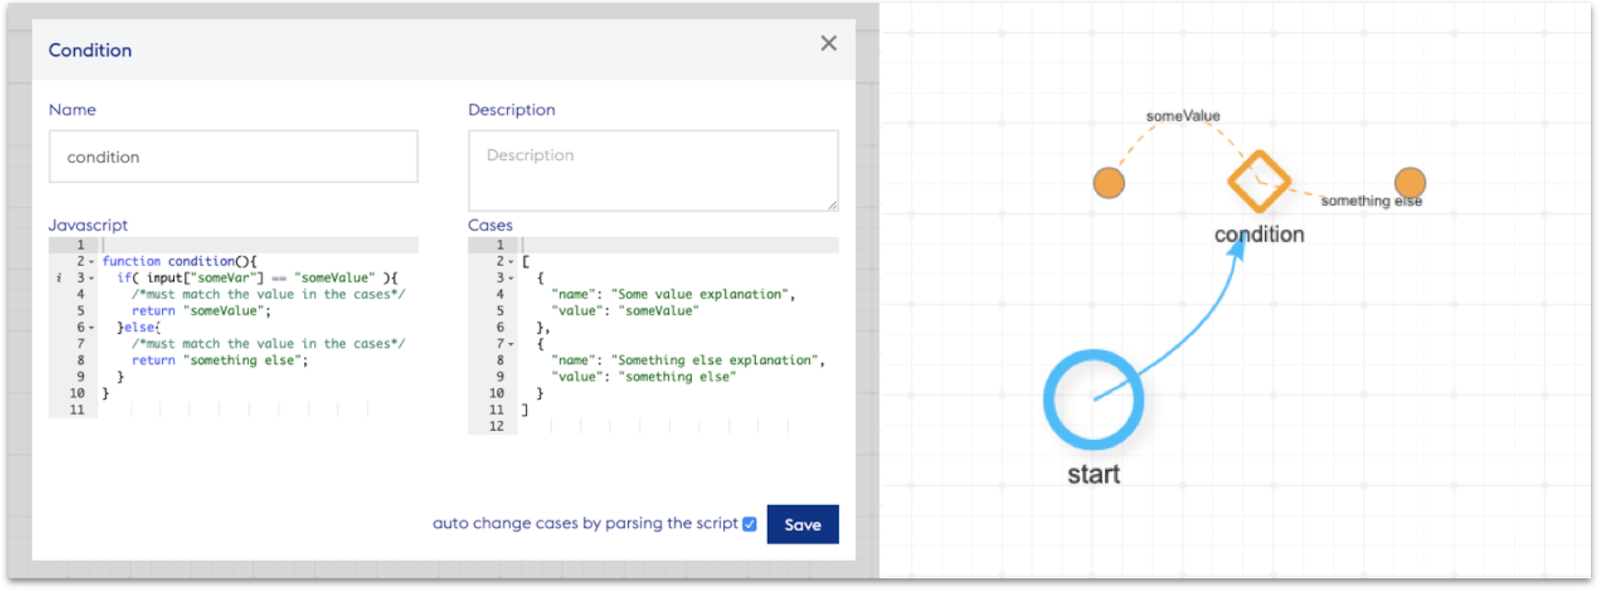 Condition
Name
condition
Description
Description
Javascript
1
2 function condition(){
i 3 if( input["someVar"] == "someValue" ){
4 /*must match the value in the cases*/
5 return "someValue";
6 }else{
7 /*must match the value in the cases*/
8 return "something else";
9 }
10 }
11
Cases
1
2 [
3 {
4 "name": "Some value explanation",
5 "value": "someValue"
6 },
7 {
8 "name": "Something else explanation",
9 "value": "something else"
10 }
11 ]
12
auto change cases by parsing the script
Save
someValue
something else
condition
start